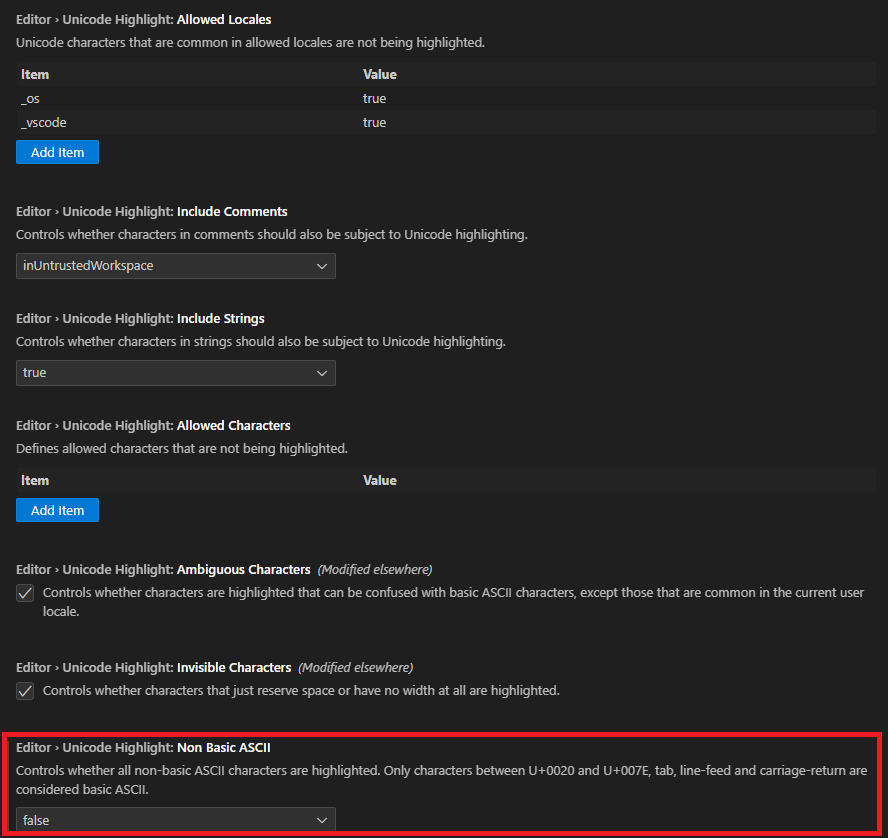 Editor › Unicode Highlight: Allowed Locales
Unicode characters that are common in allowed locales are not being highlighted.
Item Value
_os true
_vscode true
Add Item
Editor › Unicode Highlight: Include Comments
Controls whether characters in comments should also be subject to Unicode highlighting.
inUntrustedWorkspace
Editor › Unicode Highlight: Include Strings
Controls whether characters in strings should also be subject to Unicode highlighting.
true
Editor › Unicode Highlight: Allowed Characters
Defines allowed characters that are not being highlighted.
Item Value
Add Item
Editor › Unicode Highlight: Ambiguous Characters (Modified elsewhere)
Controls whether characters are highlighted that can be confused with basic ASCII characters, except those that are common in the current user
locale.
Editor › Unicode Highlight: Invisible Characters (Modified elsewhere)
Controls whether characters that just reserve space or have no width at all are highlighted.
Editor › Unicode Highlight: Non Basic ASCII
Controls whether all non-basic ASCII characters are highlighted. Only characters between U+0020 and U+007E, tab, line-feed and carriage-return are
considered basic ASCII.
false